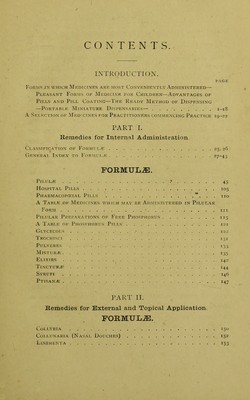 CONTENTS.
INTRODUCTION.
PAGE
Forms in which Medicines are most Conveniently Administered—
Pleasant Forms of Medicine for Children—Advantages of
Pills and Pill Coating—The Ready Method of Dispensing
—Portable Miniature Dispensaries— . . . . . . . . 1-18
A Selection of Medicines for Practitioners commencing Practice 19-22
PART I.
Remedies for Internal Administration.
Classification of Formulæ . . . . . . . . 25, 26
General Index to Formulæ . . . . . . . . 27-45
FORMULÆ.
Pilulæ . . . . . . . . 45
Hospital Pills . . . . . . . . 105
Pharmacopœial Pills . . . . . . . . 110
A Table of Medicines which may be Administered in Pilular
Form . . . . . . . . 111
Pilular Preparations of Free Phosphorus . . . . . . . . 113
A Table of Phosphorus Pills . . . . . . . . 121
Glycerines . . . . . . . . 122
Trochisci . . . . . . . . 131
Pulveres . . . . . . . . 133
Misturæ . . . . . . . . 135
Elixirs . . . . . . . . 142
Tincturæ . . . . . . . . 144
Syrupi . . . . . . . . 146
Ptisanæ . . . . . . . . 147
PART II.
Remedies for External and Topical Application.
FORMULÆ.
Collyria . . . . . . . . 150
Collunaria (Nasal Douches) . . . . . . . . 152
Linimenta . . . . . . . . 153